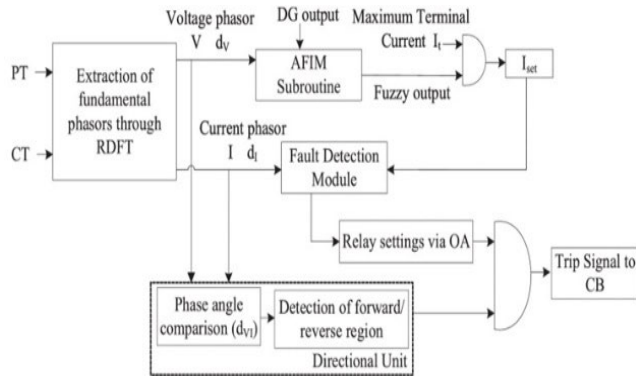 Voltage phasor
V d_V
DG output
Maximum Terminal
Current I_t
PT
CT
Extraction of
fundamental
phasors through
RDFT
AFIM
Subroutine
Fuzzy output
I_set
Current phasor
I d_I
Fault Detection
Module
Relay settings via OA
Trip Signal to
CB
Phase angle
comparison (d_VI)
Detection of forward/
reverse region
Directional Unit